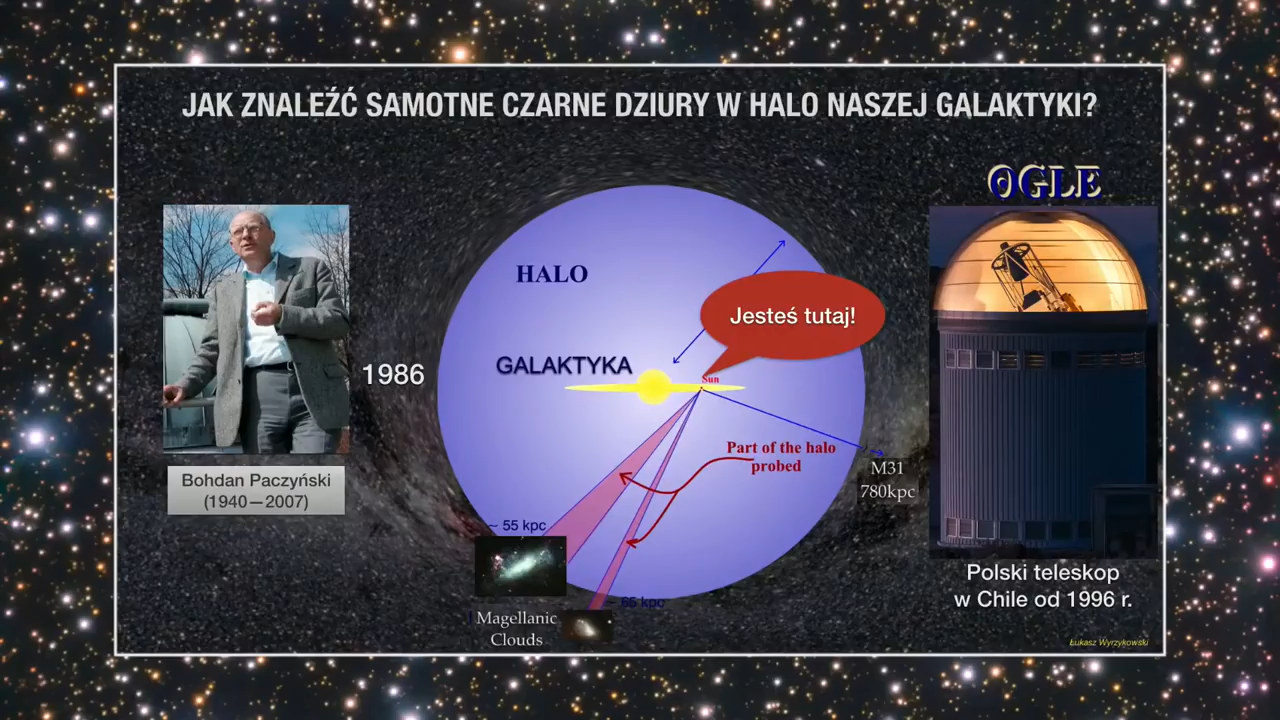 JAK ZNALEŹĆ SAMOTNE CZARNE DZIURY W HALO NASZEJ GALAKTYKI?
OGLE
HALO
Jesteś tutaj!
GALAKTYKA
1986
Sun
Part of the halo
probed
M31
780kpc
Bohdan Paczyński
(1940—2007)
~ 55 kpc
Polski teleskop
w Chile od 1996 r.
~ 65 kpc
Magellanic
Clouds
Łukasz Wyrzykowski